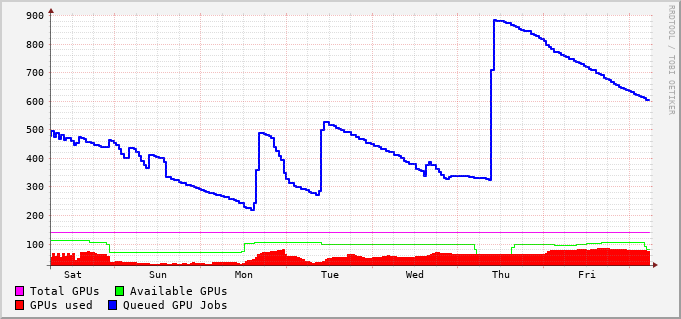 900
800
700
600
500
400
300
200
100
Sat Sun Mon Tue Wed Thu Fri
Total GPUs Available GPUs
GPUs used Queued GPU Jobs
RRDTOOL / TOBI OETIKER